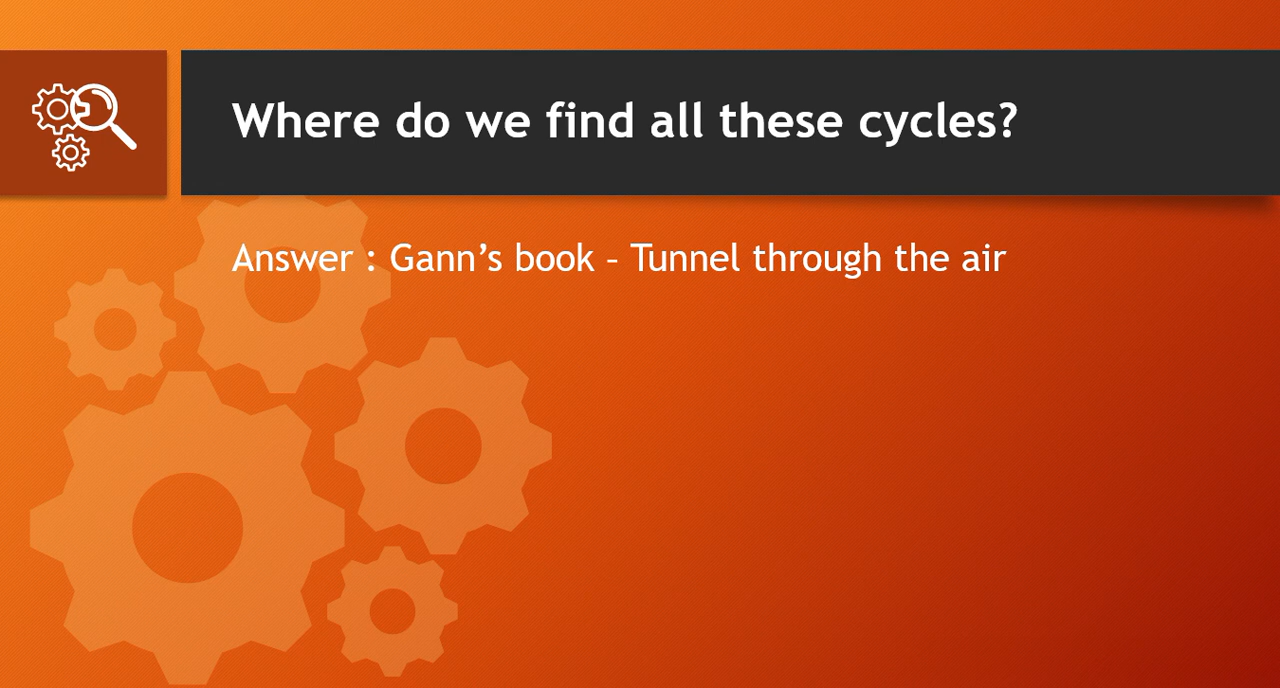 Where do we find all these cycles?
Answer : Gann’s book – Tunnel through the air